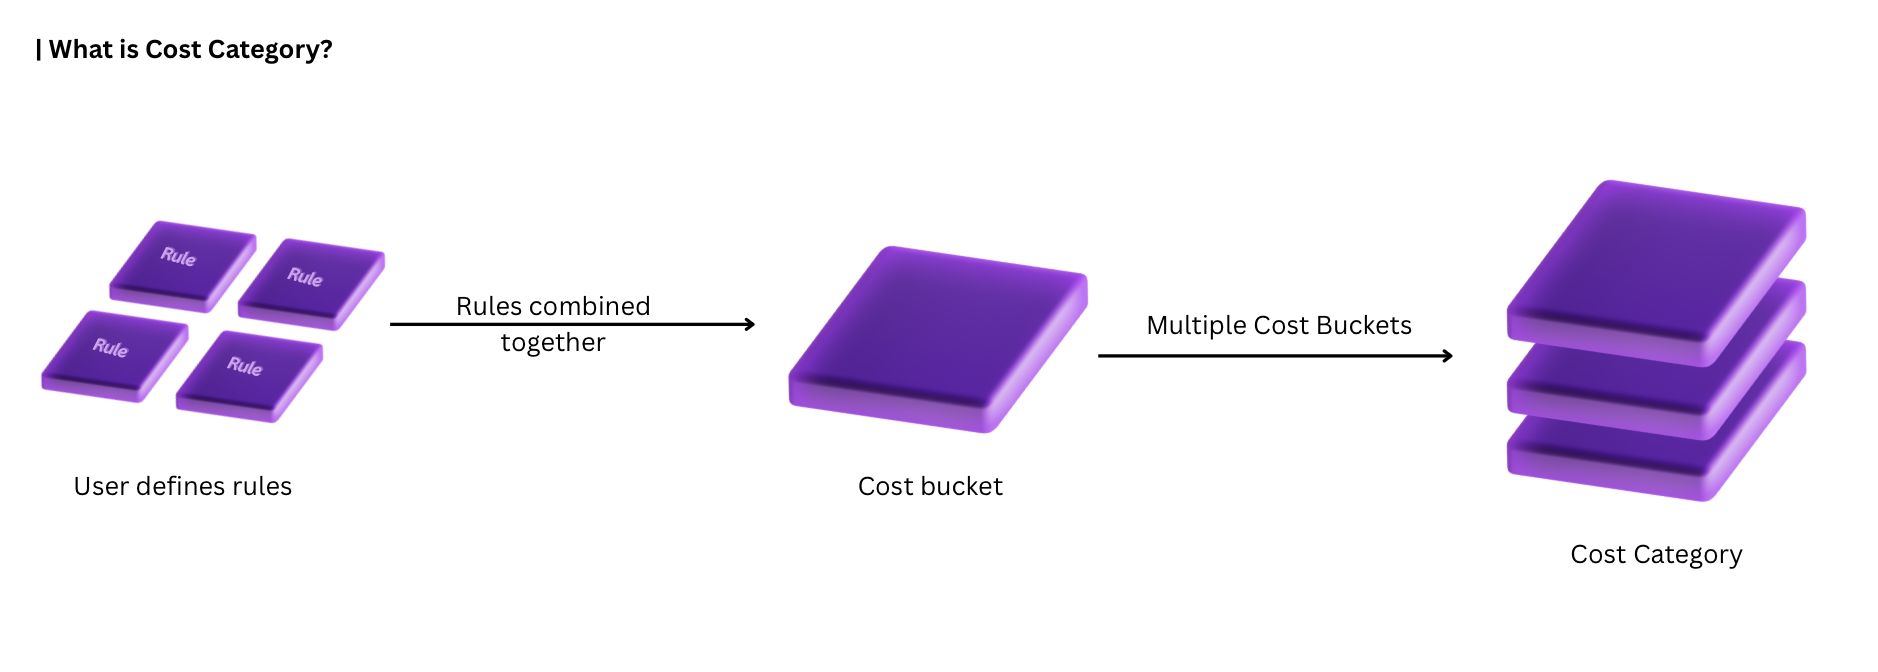 | What is Cost Category?
Rule
Rule
Rule
Rule
Rules combined
together
Multiple Cost Buckets
User defines rules
Cost bucket
Cost Category